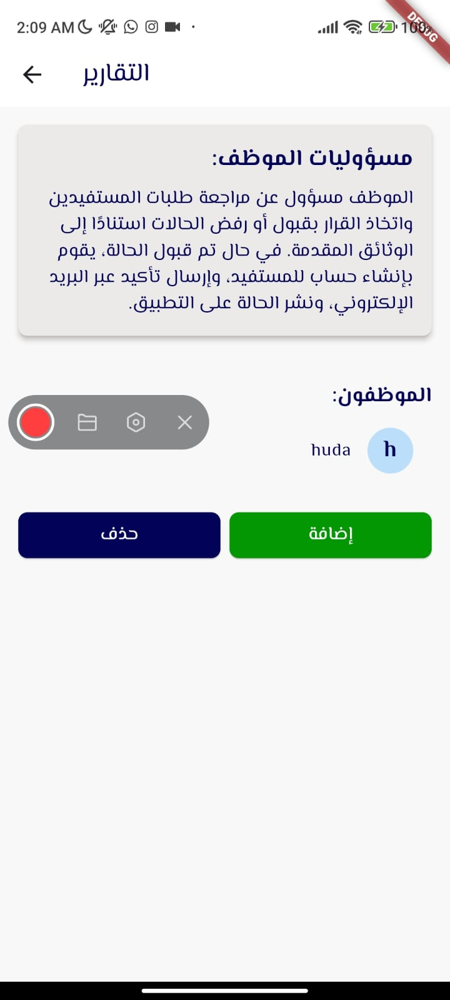 2:09 AM
100%
DEBUG
التقارير
مسؤوليات الموظف:
الموظف مسؤول عن مراجعة طلبات المستفيدين
واتخاذ القرار بقبول أو رفض الحالات استنادًا إلى
الوثائق المقدمة. في حال تم قبول الحالة، يقوم
بإنشاء حساب للمستفيد، وإرسال تأكيد عبر البريد
الإلكتروني، ونشر الحالة على التطبيق.
الموظفون:
h
huda
إضافة
حذف